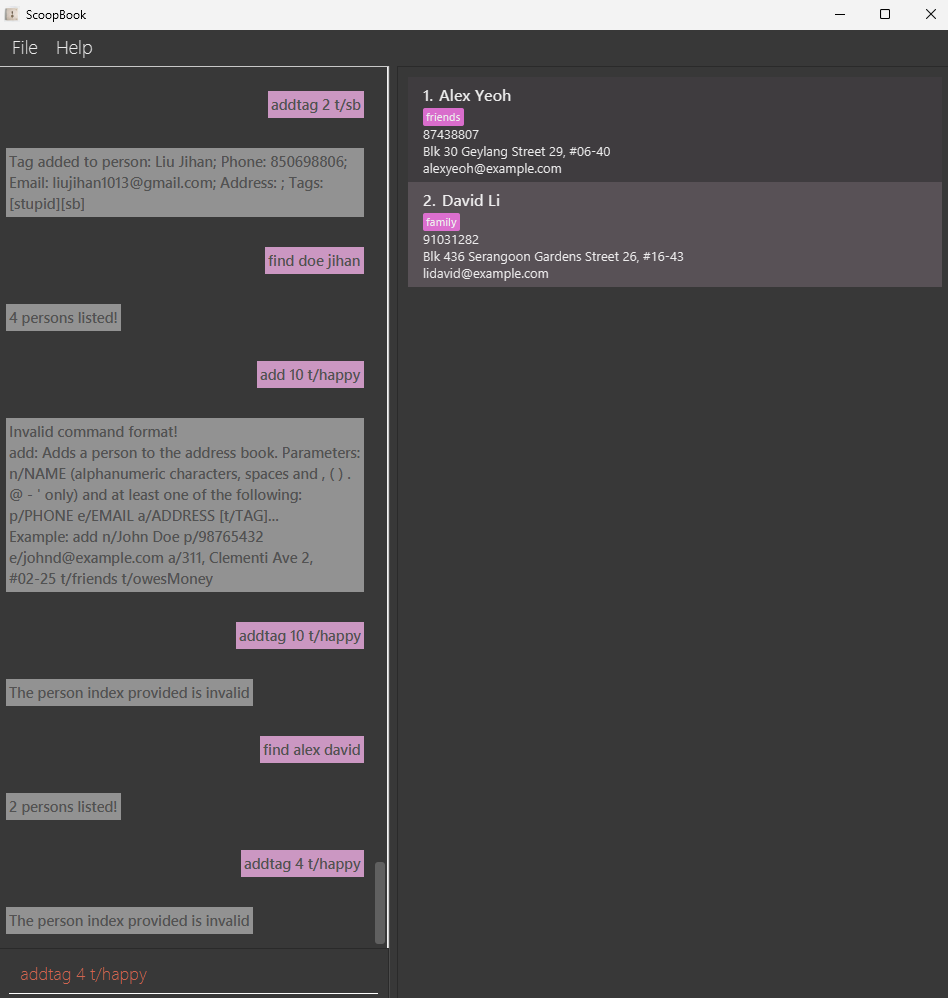 ScoopBook
File Help
addtag 2 t/sb
Tag added to person: Liu Jihan; Phone: 850698806;
Email: liujihan1013@gmail.com; Address: ; Tags:
[stupid][sb]
find doe jihan
4 persons listed!
add 10 t/happy
Invalid command format!
add: Adds a person to the address book. Parameters:
n/NAME (alphanumeric characters, spaces and , ( ) .
@ - ' only) and at least one of the following:
p/PHONE e/EMAIL a/ADDRESS [t/TAG]...
Example: add n/John Doe p/98765432
e/johnd@example.com a/311, Clementi Ave 2,
#02-25 t/friends t/owesMoney
addtag 10 t/happy
The person index provided is invalid
find alex david
2 persons listed!
addtag 4 t/happy
The person index provided is invalid
addtag 4 t/happy
1. Alex Yeoh
friends
87438807
Blk 30 Geylang Street 29, #06-40
alexyeoh@example.com
2. David Li
family
91031282
Blk 436 Serangoon Gardens Street 26, #16-43
lidavid@example.com